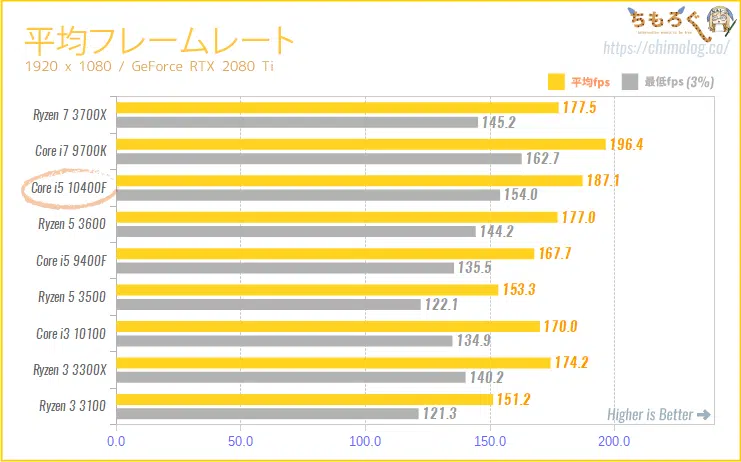 平均フレームレート
1920 x 1080 / GeForce RTX 2080 Ti
ちもろぐ
https://chimolog.co/
平均fps 最低fps (3%)
Ryzen 7 3700X 177.5
145.2
Core i7 9700K 196.4
162.7
Core i5 10400F 187.1
154.0
Ryzen 5 3600 177.0
144.2
Core i5 9400F 167.7
135.5
Ryzen 5 3500 153.3
122.1
Core i3 10100 170.0
134.9
Ryzen 3 3300X 174.2
140.2
Ryzen 3 3100 151.2
121.3
Higher is Better ➔
0.0 50.0 100.0 150.0 200.0